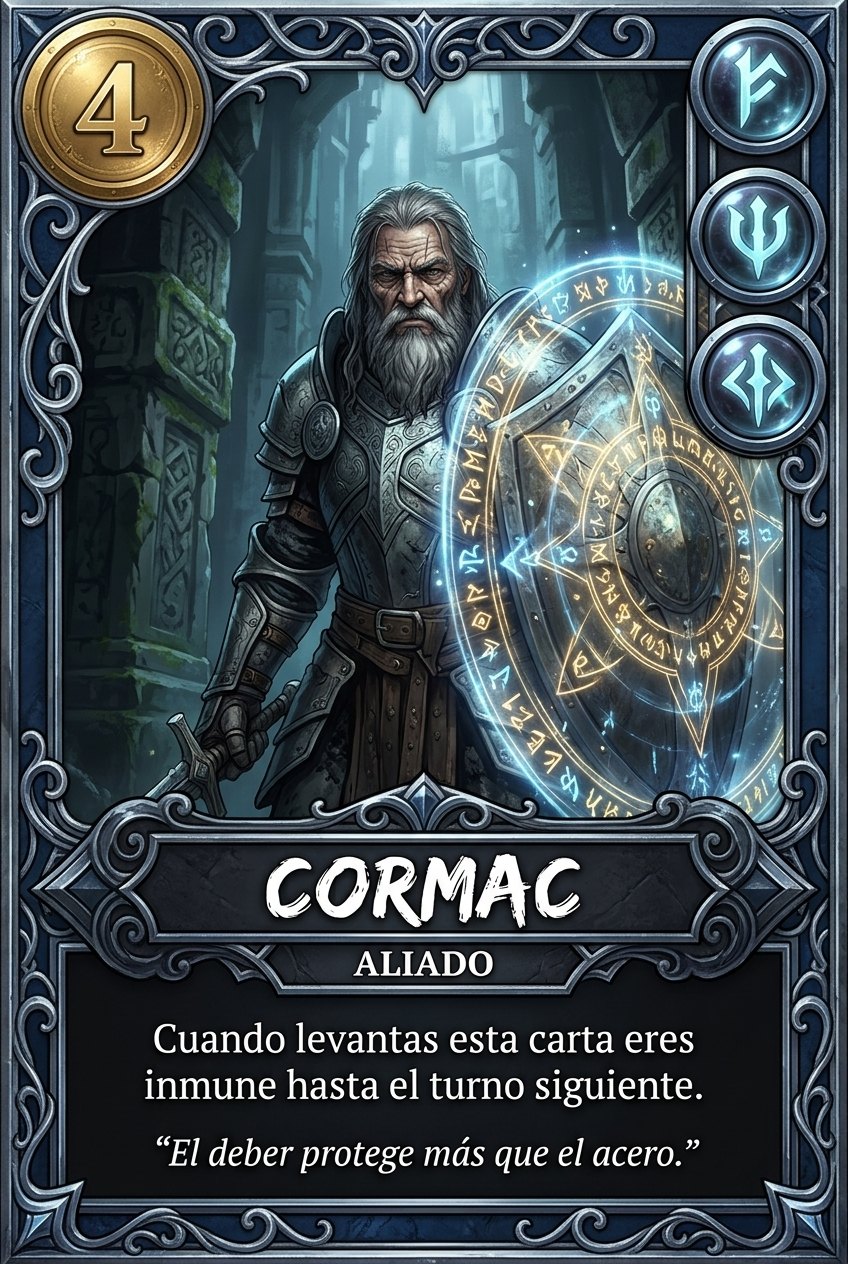 4
CORMAC
ALIADO
Cuando levantas esta carta eres
inmune hasta el turno siguiente.
“El deber protege más que el acero.”